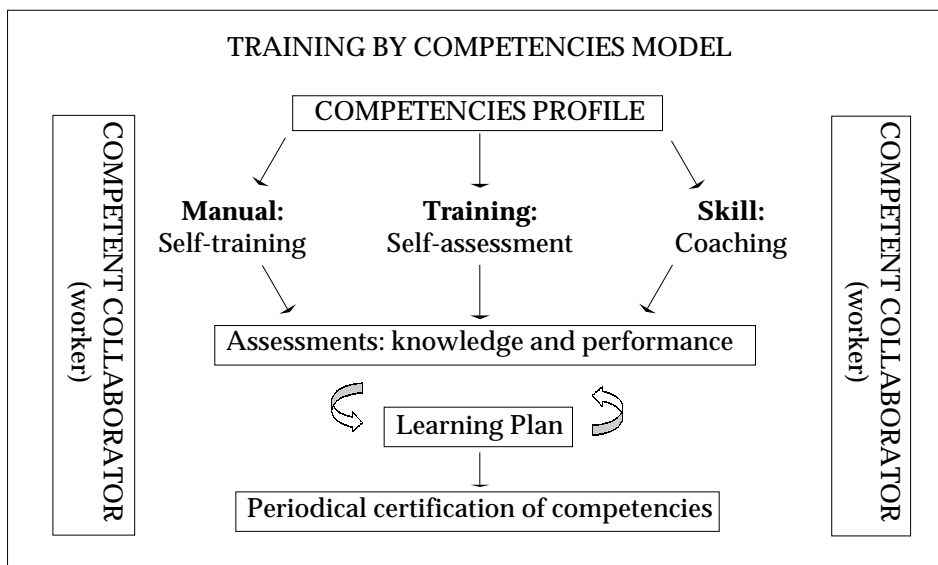 TRAINING BY COMPETENCIES MODEL
COMPETENCIES PROFILE
COMPETENT COLLABORATOR
(worker)
Manual:
Self-training
Training:
Self-assessment
Skill:
Coaching
Assessments: knowledge and performance
Learning Plan
Periodical certification of competencies
COMPETENT COLLABORATOR
(worker)